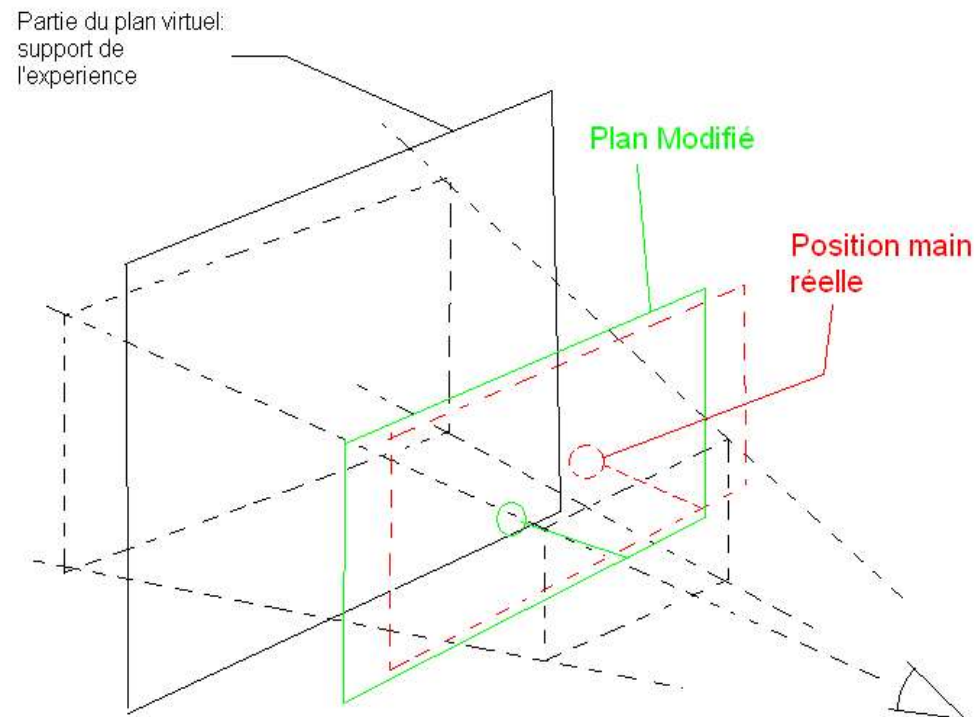 Partie du plan virtuel:
support de
l'experience
Plan Modifié
Position main
réelle